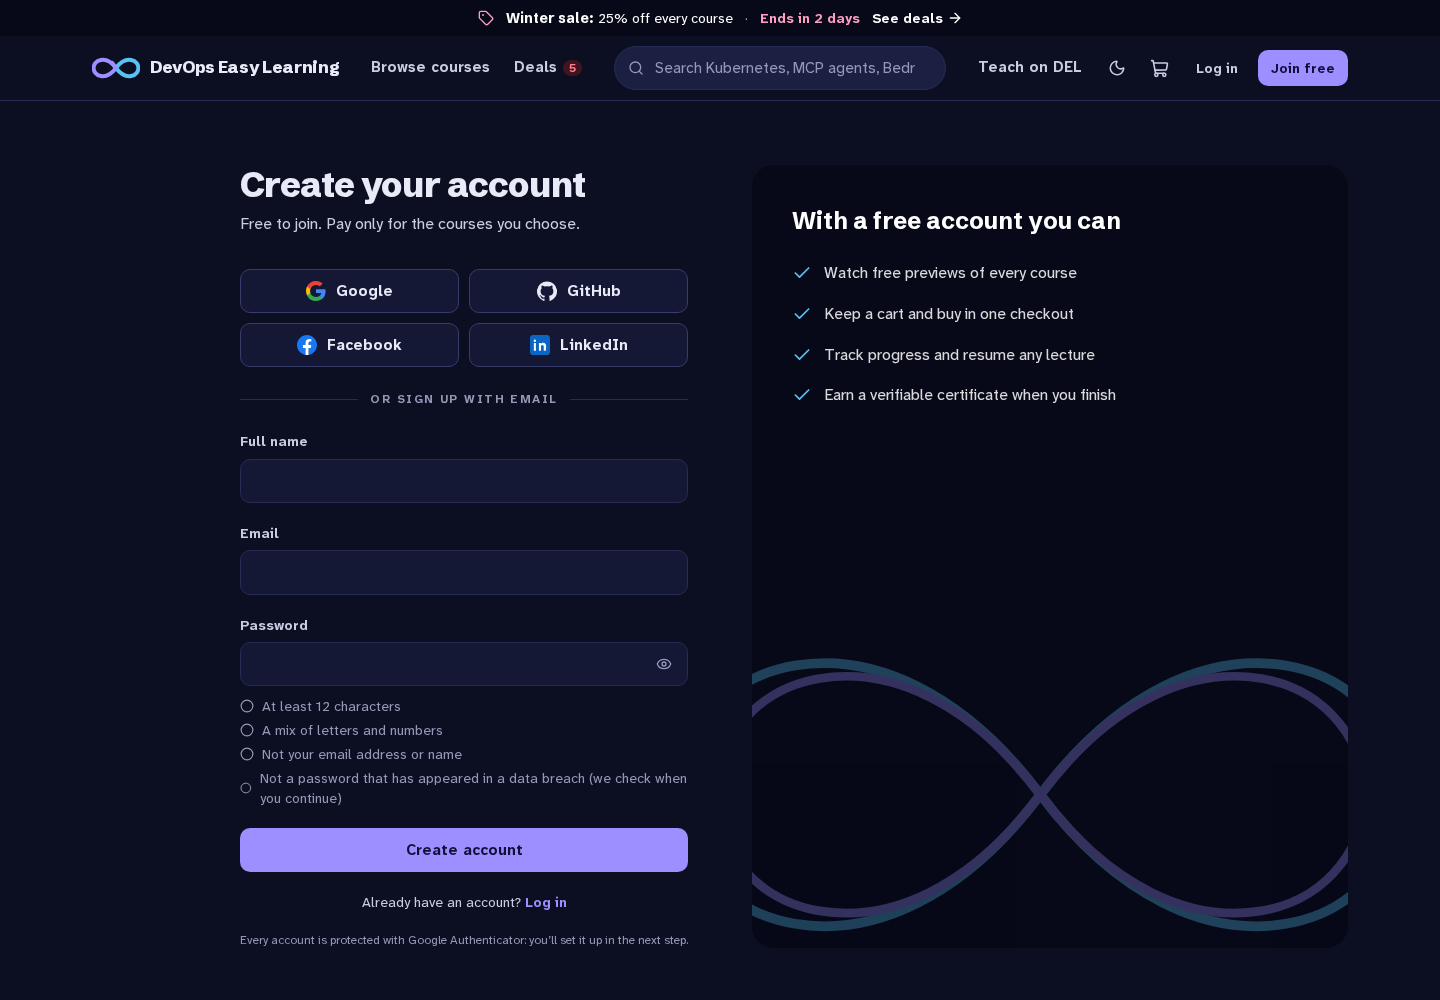 Winter sale: 25% off every course · Ends in 2 days See deals →
DevOps Easy Learning
Browse courses
Deals 5
Search Kubernetes, MCP agents, Bedr
Teach on DEL
Log in
Join free
Create your account
Free to join. Pay only for the courses you choose.
Google
GitHub
Facebook
LinkedIn
OR SIGN UP WITH EMAIL
Full name
Email
Password
At least 12 characters
A mix of letters and numbers
Not your email address or name
Not a password that has appeared in a data breach (we check when
you continue)
Create account
Already have an account? Log in
Every account is protected with Google Authenticator: you'll set it up in the next step.
With a free account you can
Watch free previews of every course
Keep a cart and buy in one checkout
Track progress and resume any lecture
Earn a verifiable certificate when you finish